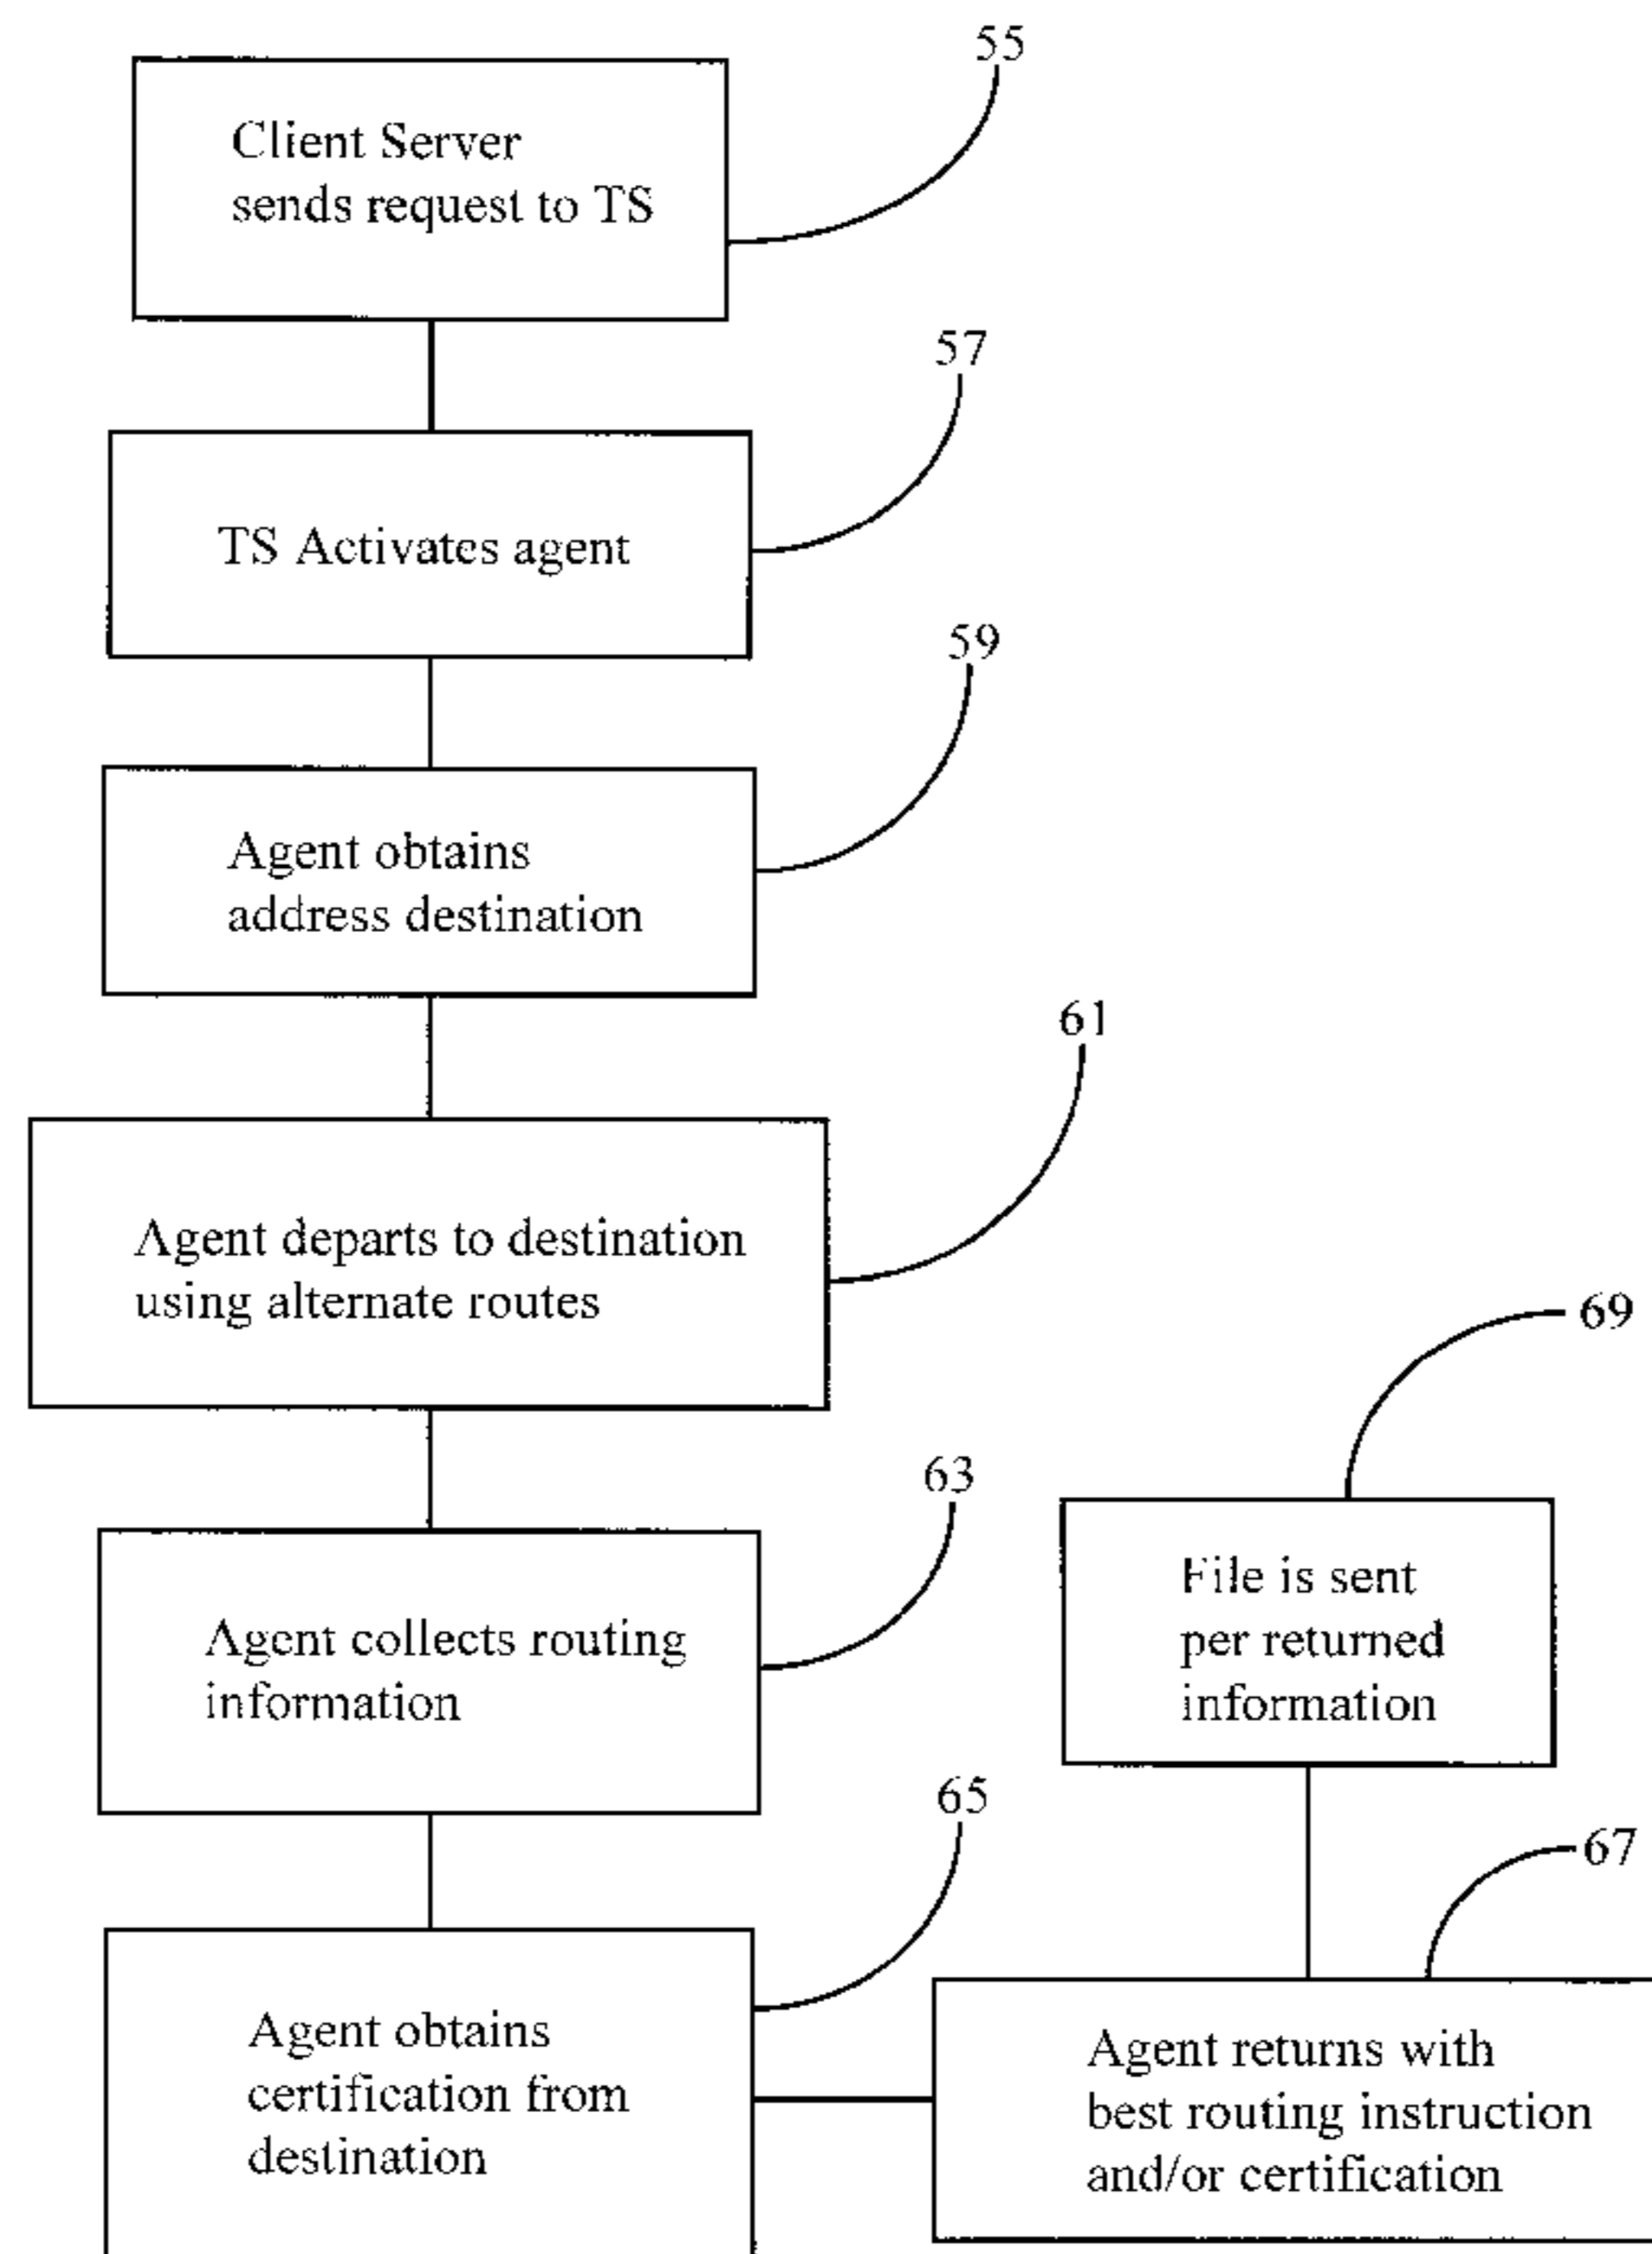 55
Client Server
sends request to TS
57
TS Activates agent
59
Agent obtains
address destination
61
Agent departs to destination
using alternate routes
63
Agent collects routing
information
65
Agent obtains
certification from
destination
67
Agent returns with
best routing instruction
and/or certification
69
File is sent
per returned
information